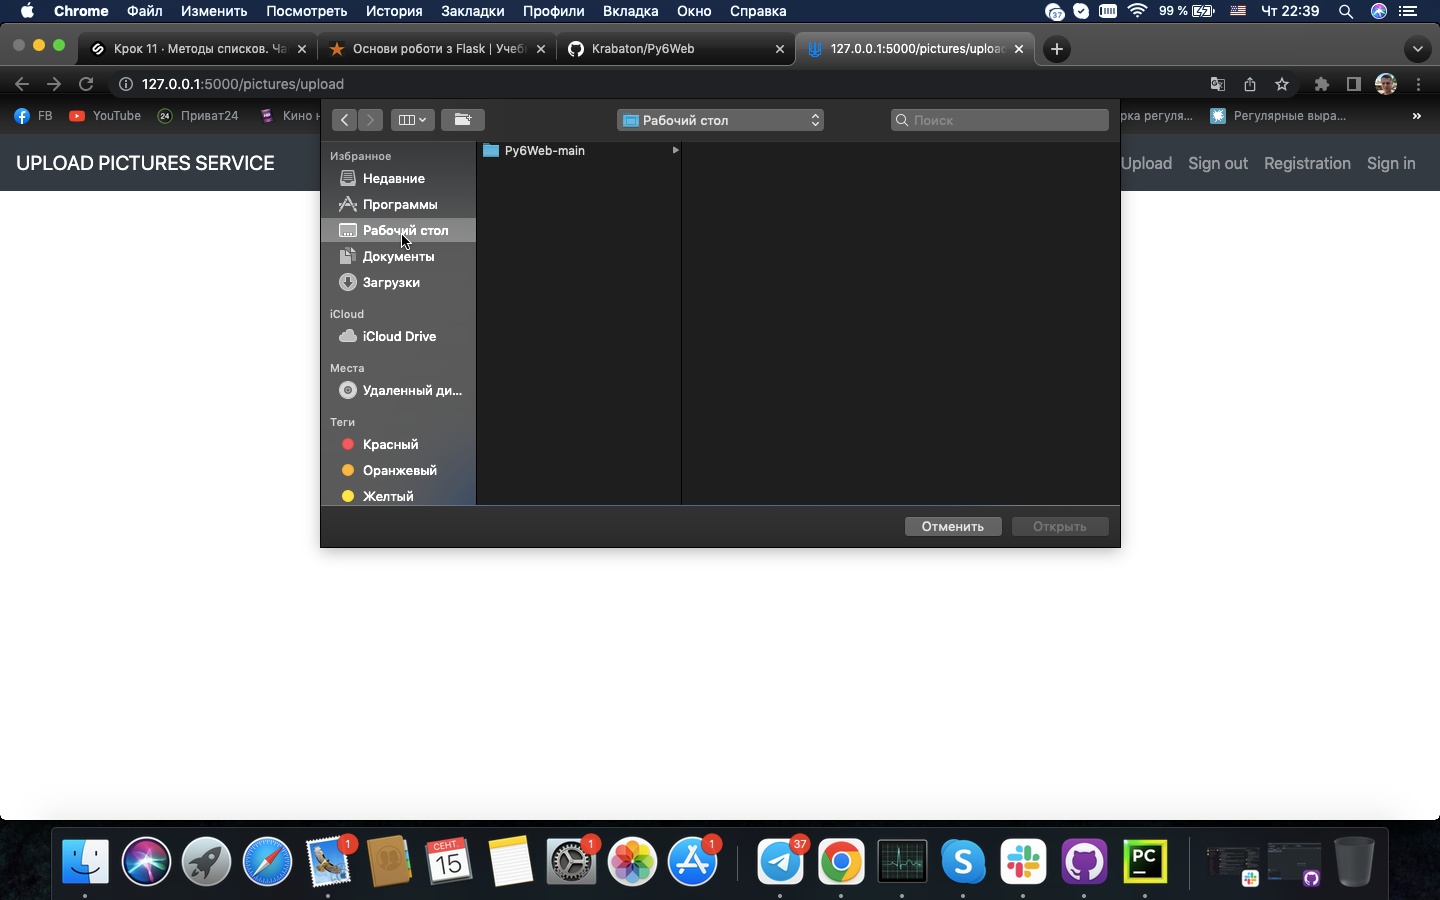 Chrome Файл Изменить Посмотреть История Закладки Профили Вкладка Окно Справка 37 99 % Чт 22:39
Крок 11 · Методы списков. Ча
Основи роботи з Flask | Учеб
Krabaton/Py6Web
127.0.0.1:5000/pictures/uploa
127.0.0.1:5000/pictures/upload
FB YouTube 24 Приват24 Кино рка регуля... Регулярные выра... »
Рабочий стол
Поиск
UPLOAD PICTURES SERVICE
Upload Sign out Registration Sign in
Избранное
Недавние
Программы
Рабочий стол
Документы
Загрузки
iCloud
iCloud Drive
Места
Удаленный ди...
Теги
Красный
Оранжевый
Желтый
Py6Web-main
Отменить Открыть
1 СЕНТ. 15 1 1 37 S PC